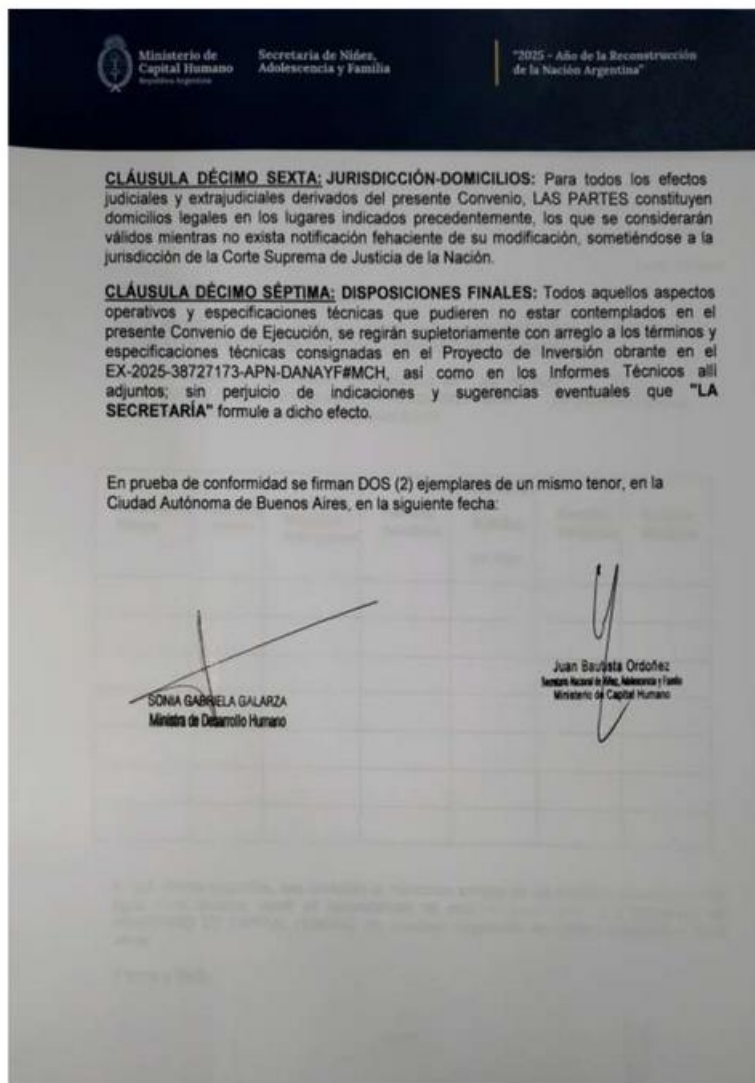 Ministerio de
Capital Humano
República Argentina
Secretaría de Niñez,
Adolescencia y Familia
"2025 - Año de la Reconstrucción
de la Nación Argentina"
CLÁUSULA DÉCIMO SEXTA: JURISDICCIÓN-DOMICILIOS: Para todos los efectos
judiciales y extrajudiciales derivados del presente Convenio, LAS PARTES constituyen
domicilios legales en los lugares indicados precedentemente, los que se considerarán
válidos mientras no exista notificación fehaciente de su modificación, sometiéndose a la
jurisdicción de la Corte Suprema de Justicia de la Nación.
CLÁUSULA DÉCIMO SÉPTIMA: DISPOSICIONES FINALES: Todos aquellos aspectos
operativos y especificaciones técnicas que pudieren no estar contemplados en el
presente Convenio de Ejecución, se regirán supletoriamente con arreglo a los términos y
especificaciones técnicas consignadas en el Proyecto de Inversión obrante en el
EX-2025-38727173-APN-DANAYF#MCH, así como en los Informes Técnicos allí
adjuntos; sin perjuicio de indicaciones y sugerencias eventuales que "LA
SECRETARÍA" formule a dicho efecto.
En prueba de conformidad se firman DOS (2) ejemplares de un mismo tenor, en la
Ciudad Autónoma de Buenos Aires, en la siguiente fecha:
SONIA GABRIELA GALARZA
Ministra de Desarrollo Humano
Juan Bautista Ordoñez
Secretario Nacional de Niñez, Adolescencia y Familia
Ministerio de Capital Humano